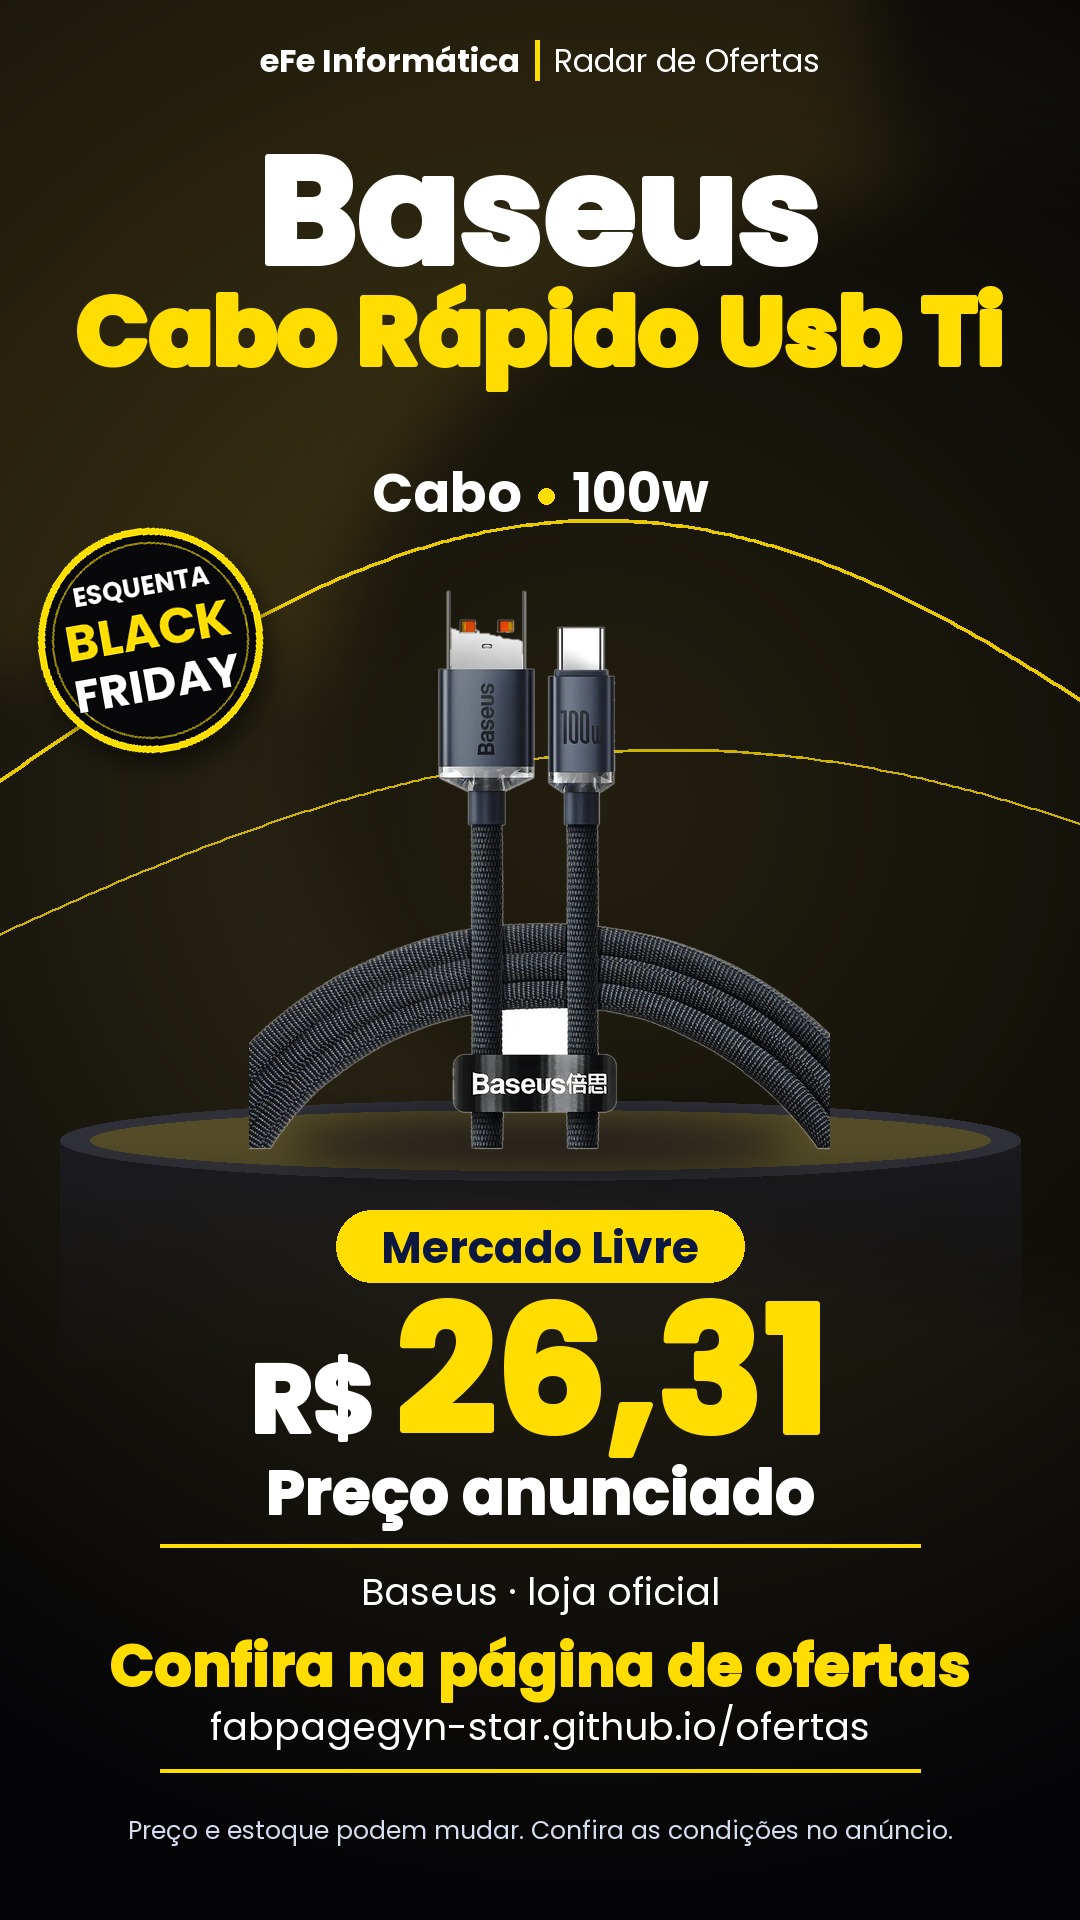 eFe Informática | Radar de Ofertas
Baseus
Cabo Rápido Usb Ti
Cabo • 100w
ESQUENTA
BLACK
FRIDAY
Baseus
100w
Baseus倍思
Mercado Livre
R$ 26,31
Preço anunciado
Baseus · loja oficial
Confira na página de ofertas
fabpagegyn-star.github.io/ofertas
Preço e estoque podem mudar. Confira as condições no anúncio.